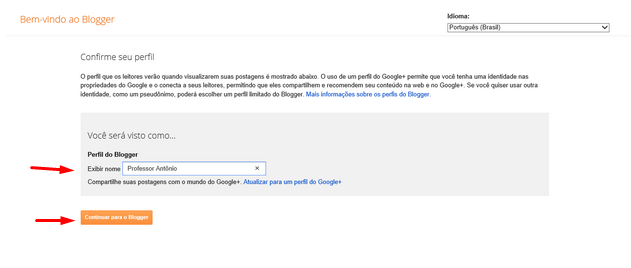 Bem-vindo ao Blogger
Idioma:
Português (Brasil)
Confirme seu perfil
O perfil que os leitores verão quando visualizarem suas postagens é mostrado abaixo. O uso de um perfil do Google+ permite que você tenha uma identidade nas
propriedades do Google e o conecta a seus leitores, permitindo que eles compartilhem e recomendem seu conteúdo na web e no Google+. Se você quiser usar outra
identidade, como um pseudônimo, poderá escolher um perfil limitado do Blogger. Mais informações sobre os perfis do Blogger.
Você será visto como...
Perfil do Blogger
Exibir nome Professor Antônio ×
Compartilhe suas postagens com o mundo do Google+. Atualizar para um perfil do Google+
Continuar para o Blogger